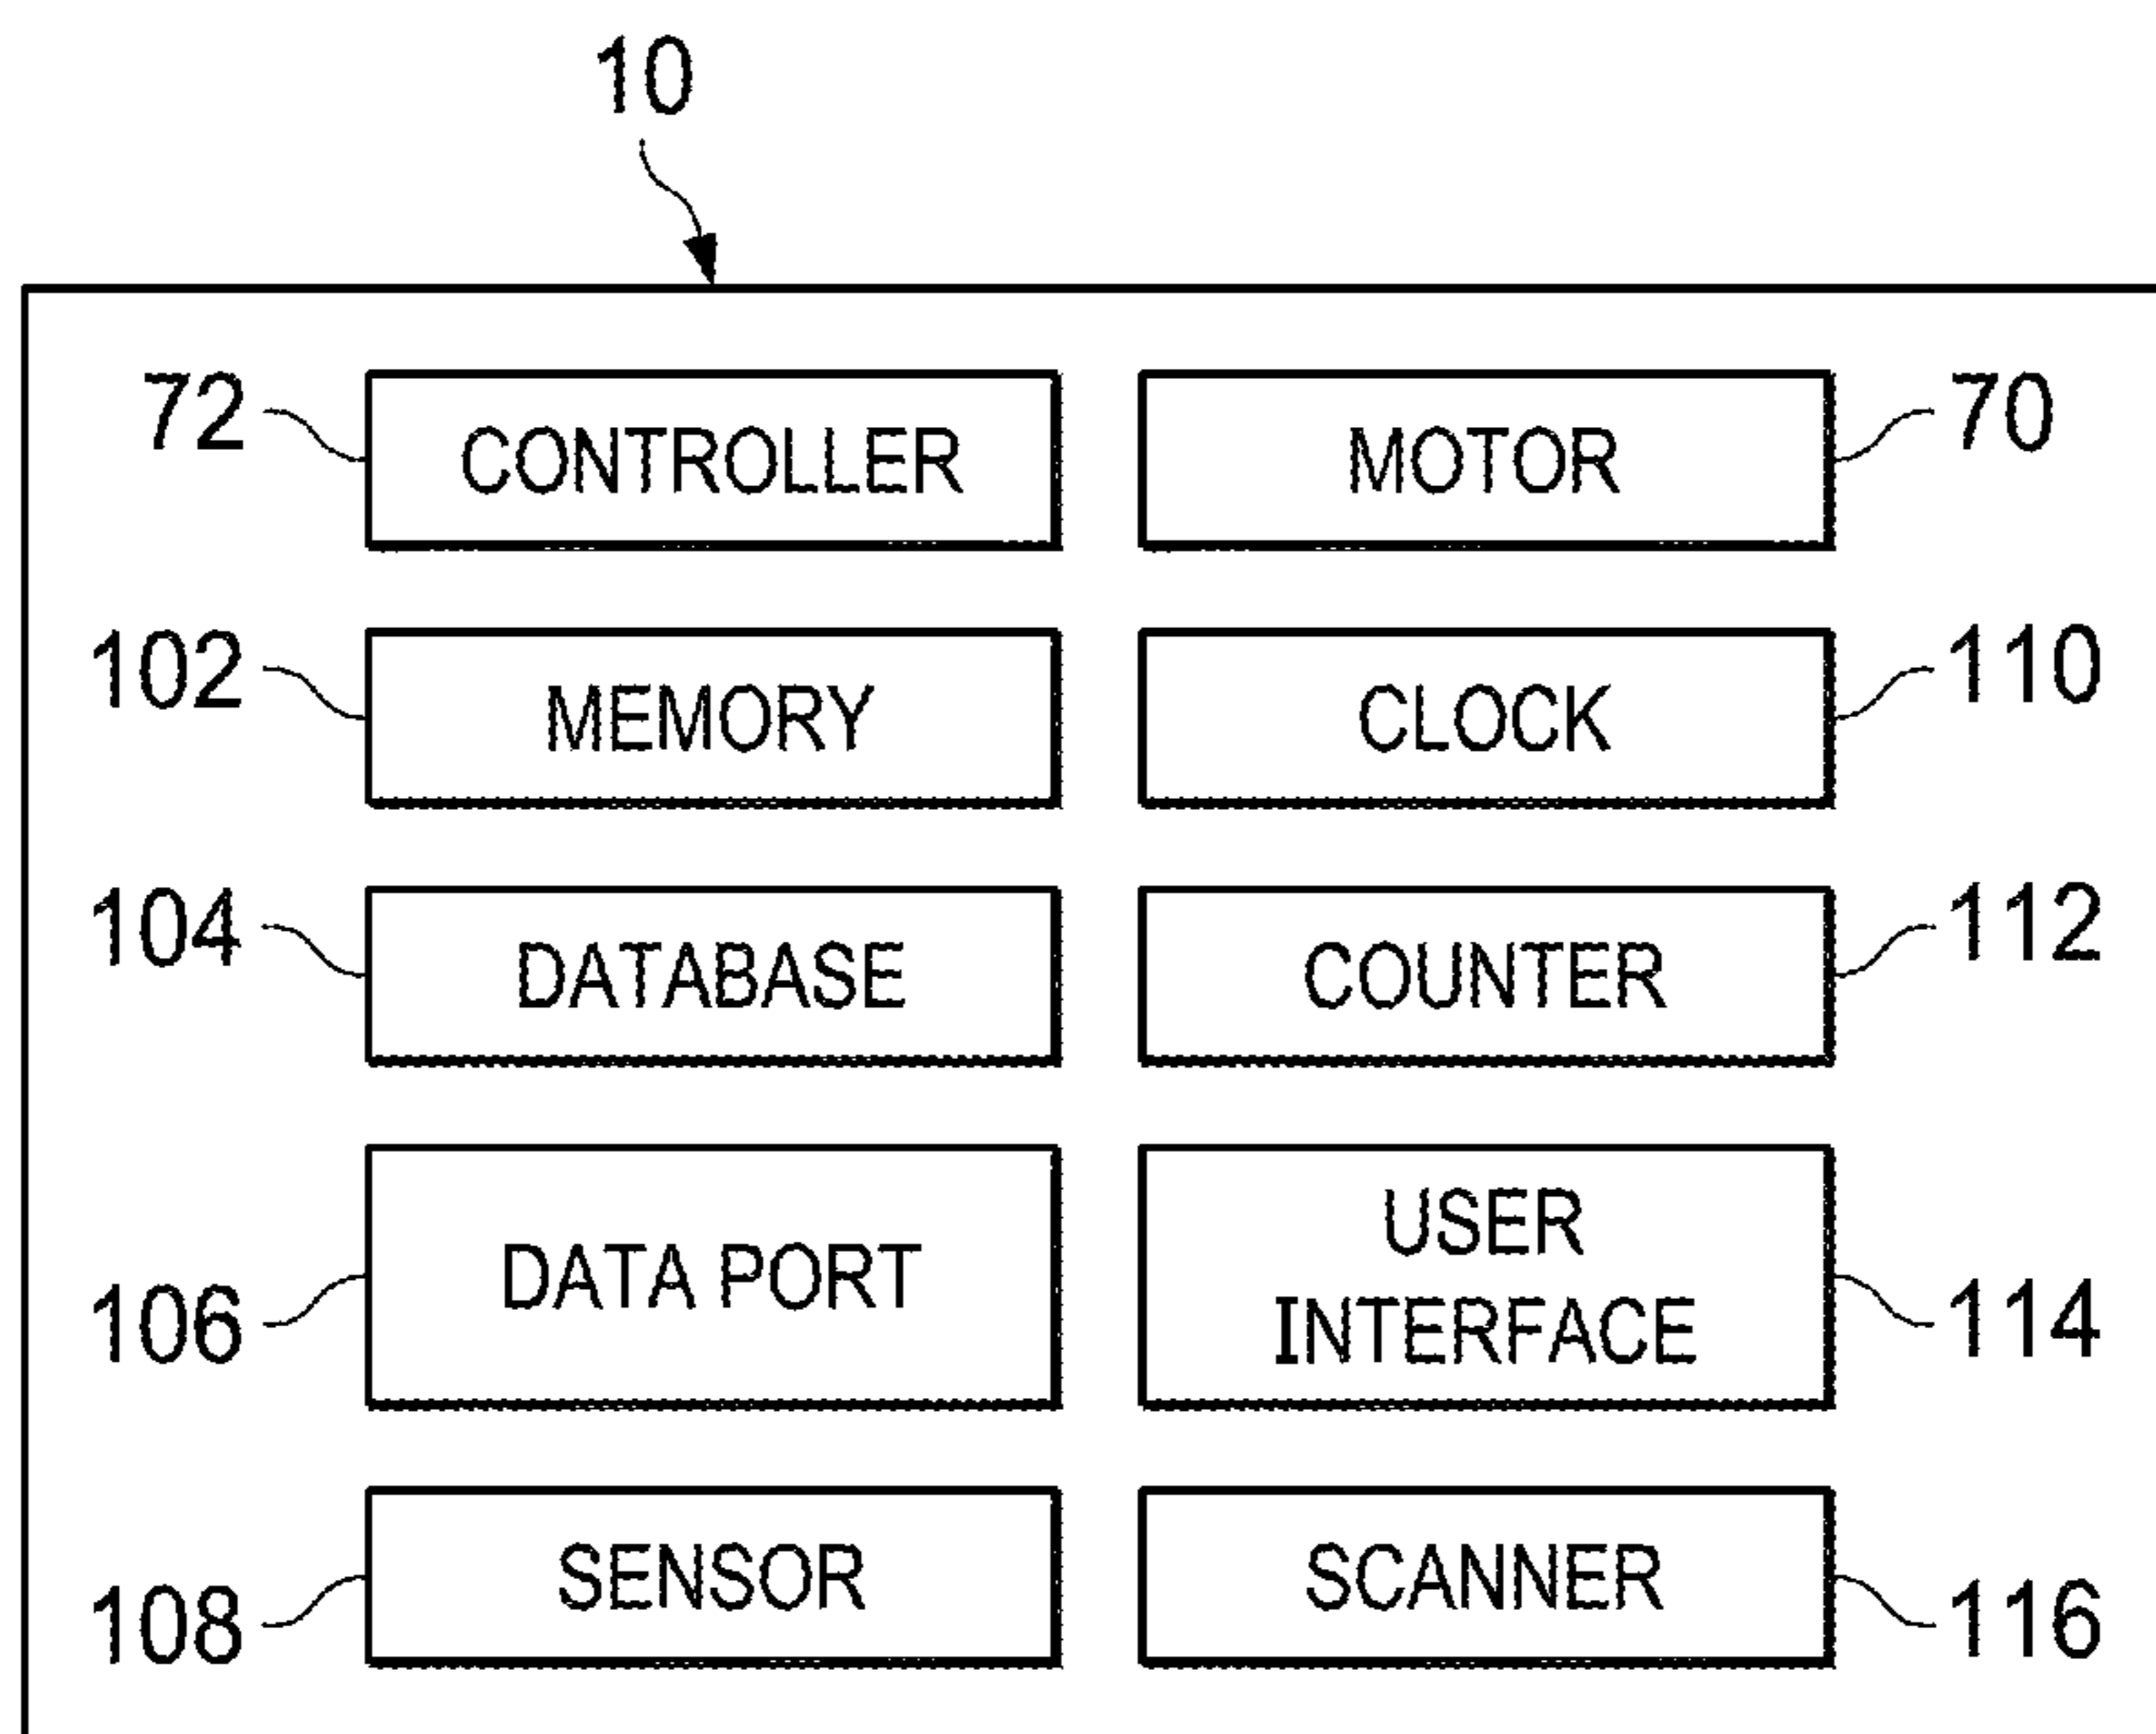 10
72 CONTROLLER MOTOR 70
102 MEMORY CLOCK 110
104 DATABASE COUNTER 112
106 DATA PORT USER INTERFACE 114
108 SENSOR SCANNER 116